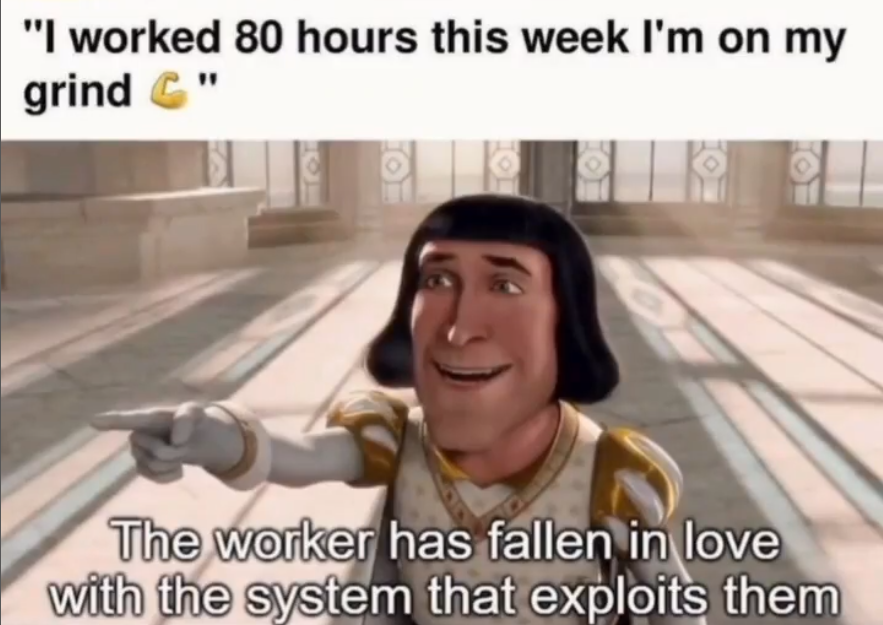 "I worked 80 hours this week I'm on my
grind 💪"
The worker has fallen in love
with the system that exploits them